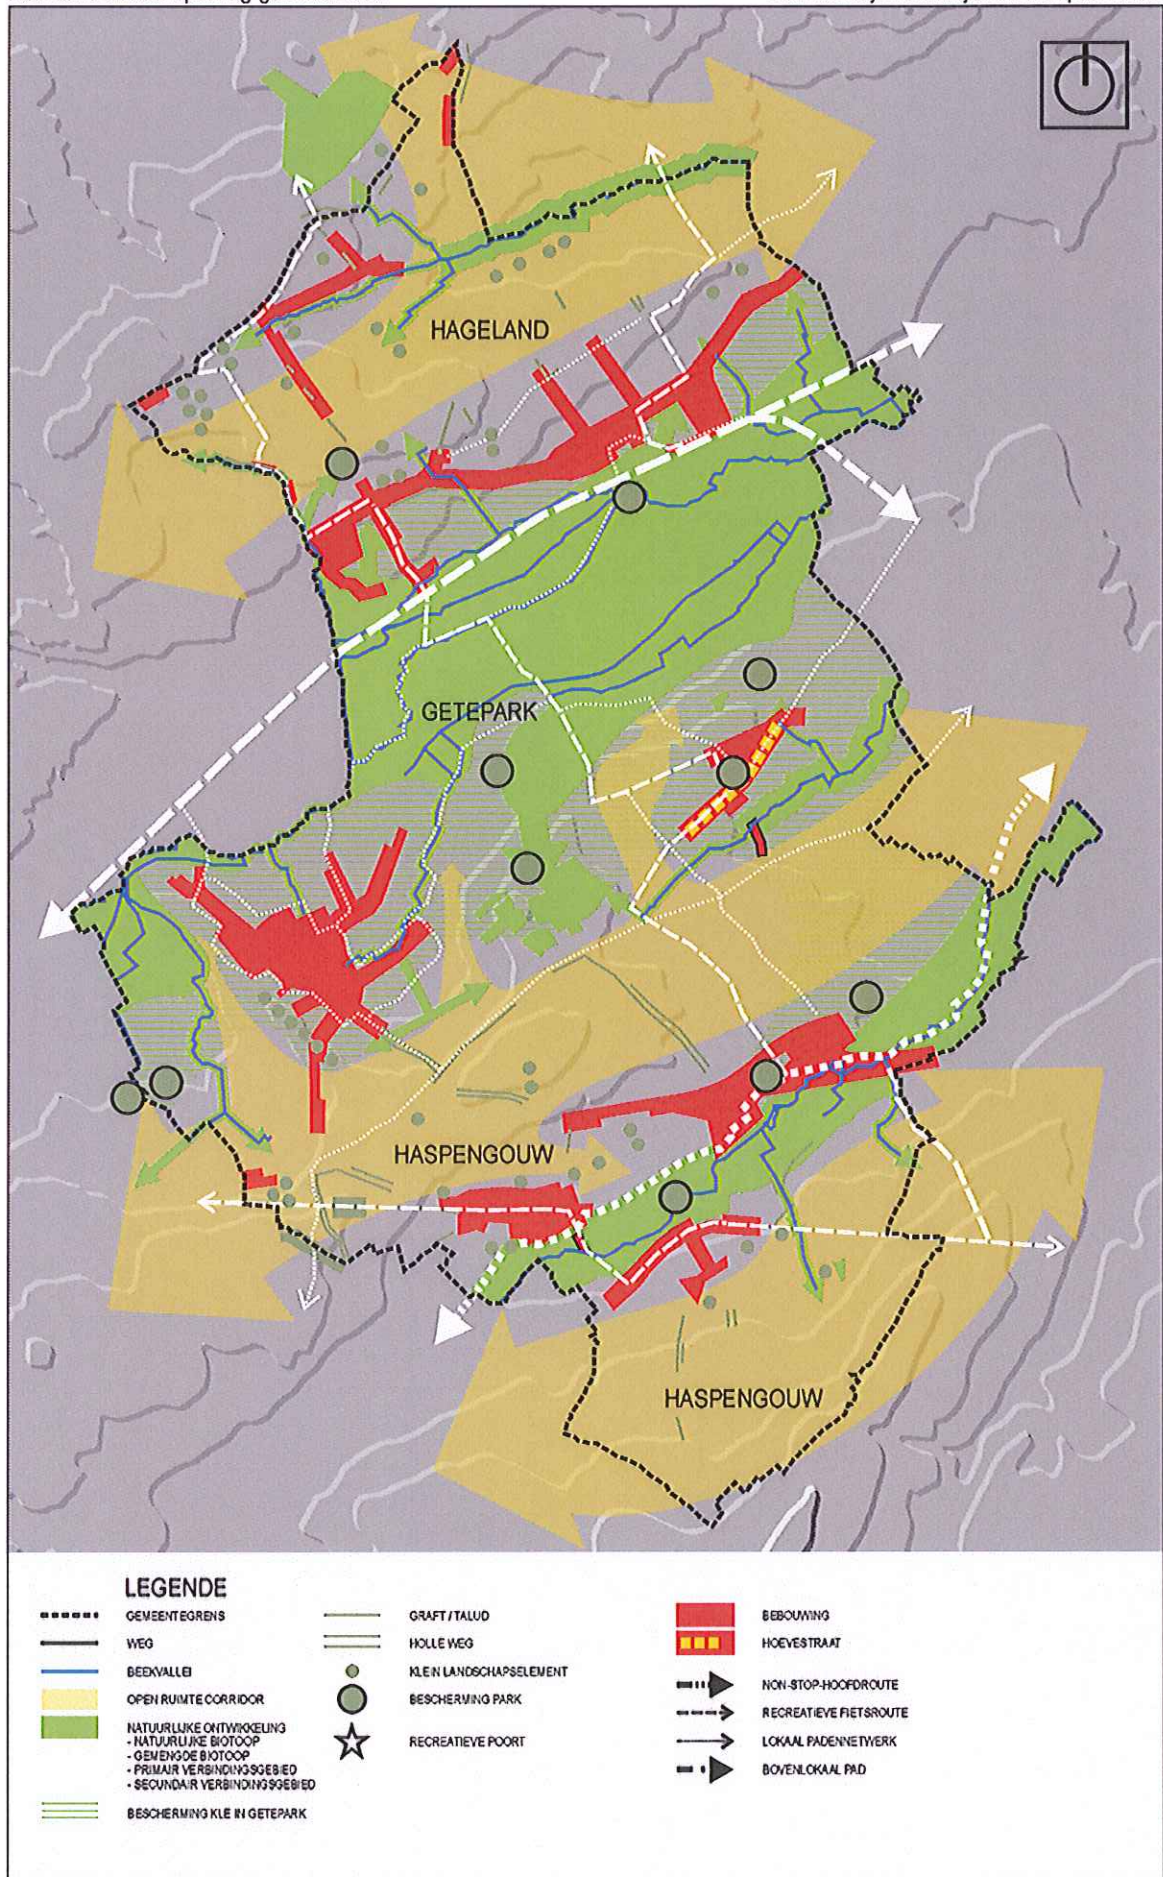 HAGELAND
GETEPARK
HASPENGOUW
HASPENGOUW
LEGENDE
GEMEENTEGRENS
WEG
BEEKVALLEI
OPEN RUIMTE CORRIDOR
NATUURLIJKE ONTWIKKELING
- NATUURLIJKE BIOTOOP
- GEMENGDE BIOTOOP
- PRIMAIR VERBINDINGSGEBIED
- SECUNDAIR VERBINDINGSGEBIED
BESCHERMING KLE IN GETEPARK
GRAFT / TALUD
HOLLE WEG
KLEIN LANDSCHAPSELEMENT
BESCHERMING PARK
RECREATIEVE POORT
BEBOUWING
HOEVESTRAAT
NON-STOP-HOOFDROUTE
RECREATIEVE FIETSROUTE
LOKAAL PADENNETWERK
BOVENLOKAAL PAD